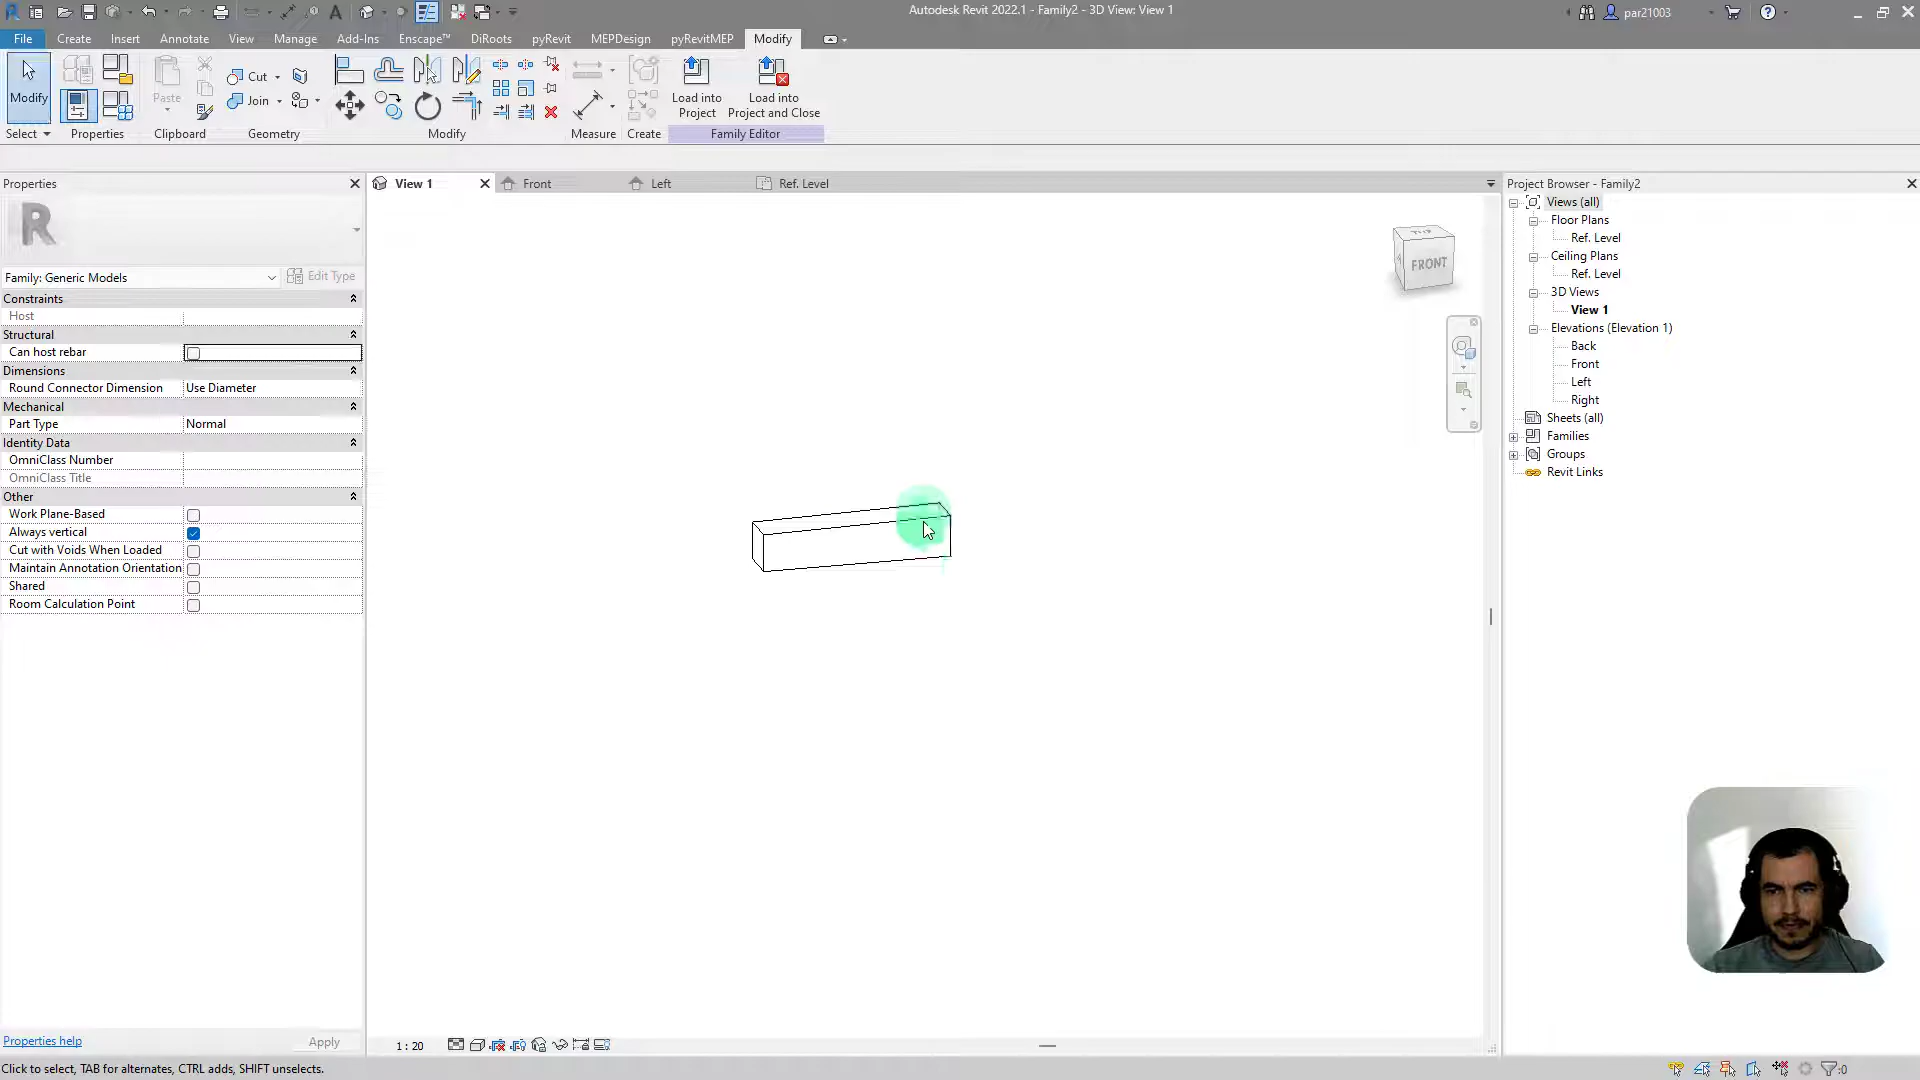 Autodesk Revit 2022.1 - Family2 - 3D View: View 1
par21003
File
Create
Insert
Annotate
View
Manage
Add-Ins
Enscape™
DiRoots
pyRevit
MEPDesign
pyRevitMEP
Modify
Modify
Paste
Cut
Join
Load into
Project
Load into
Project and Close
Select
Properties
Clipboard
Geometry
Modify
Measure
Create
Family Editor
Properties
View 1
Front
Left
Ref. Level
Project Browser - Family2
R
Family: Generic Models
Edit Type
Constraints
Host
Structural
Can host rebar
Dimensions
Round Connector Dimension
Use Diameter
Mechanical
Part Type
Normal
Identity Data
OmniClass Number
OmniClass Title
Other
Work Plane-Based
Always vertical
Cut with Voids When Loaded
Maintain Annotation Orientation
Shared
Room Calculation Point
TOP
FRONT
Views (all)
Floor Plans
Ref. Level
Ceiling Plans
Ref. Level
3D Views
View 1
Elevations (Elevation 1)
Back
Front
Left
Right
Sheets (all)
Families
Groups
Revit Links
Properties help
Apply
1 : 20
Click to select, TAB for alternates, CTRL adds, SHIFT unselects.
:0